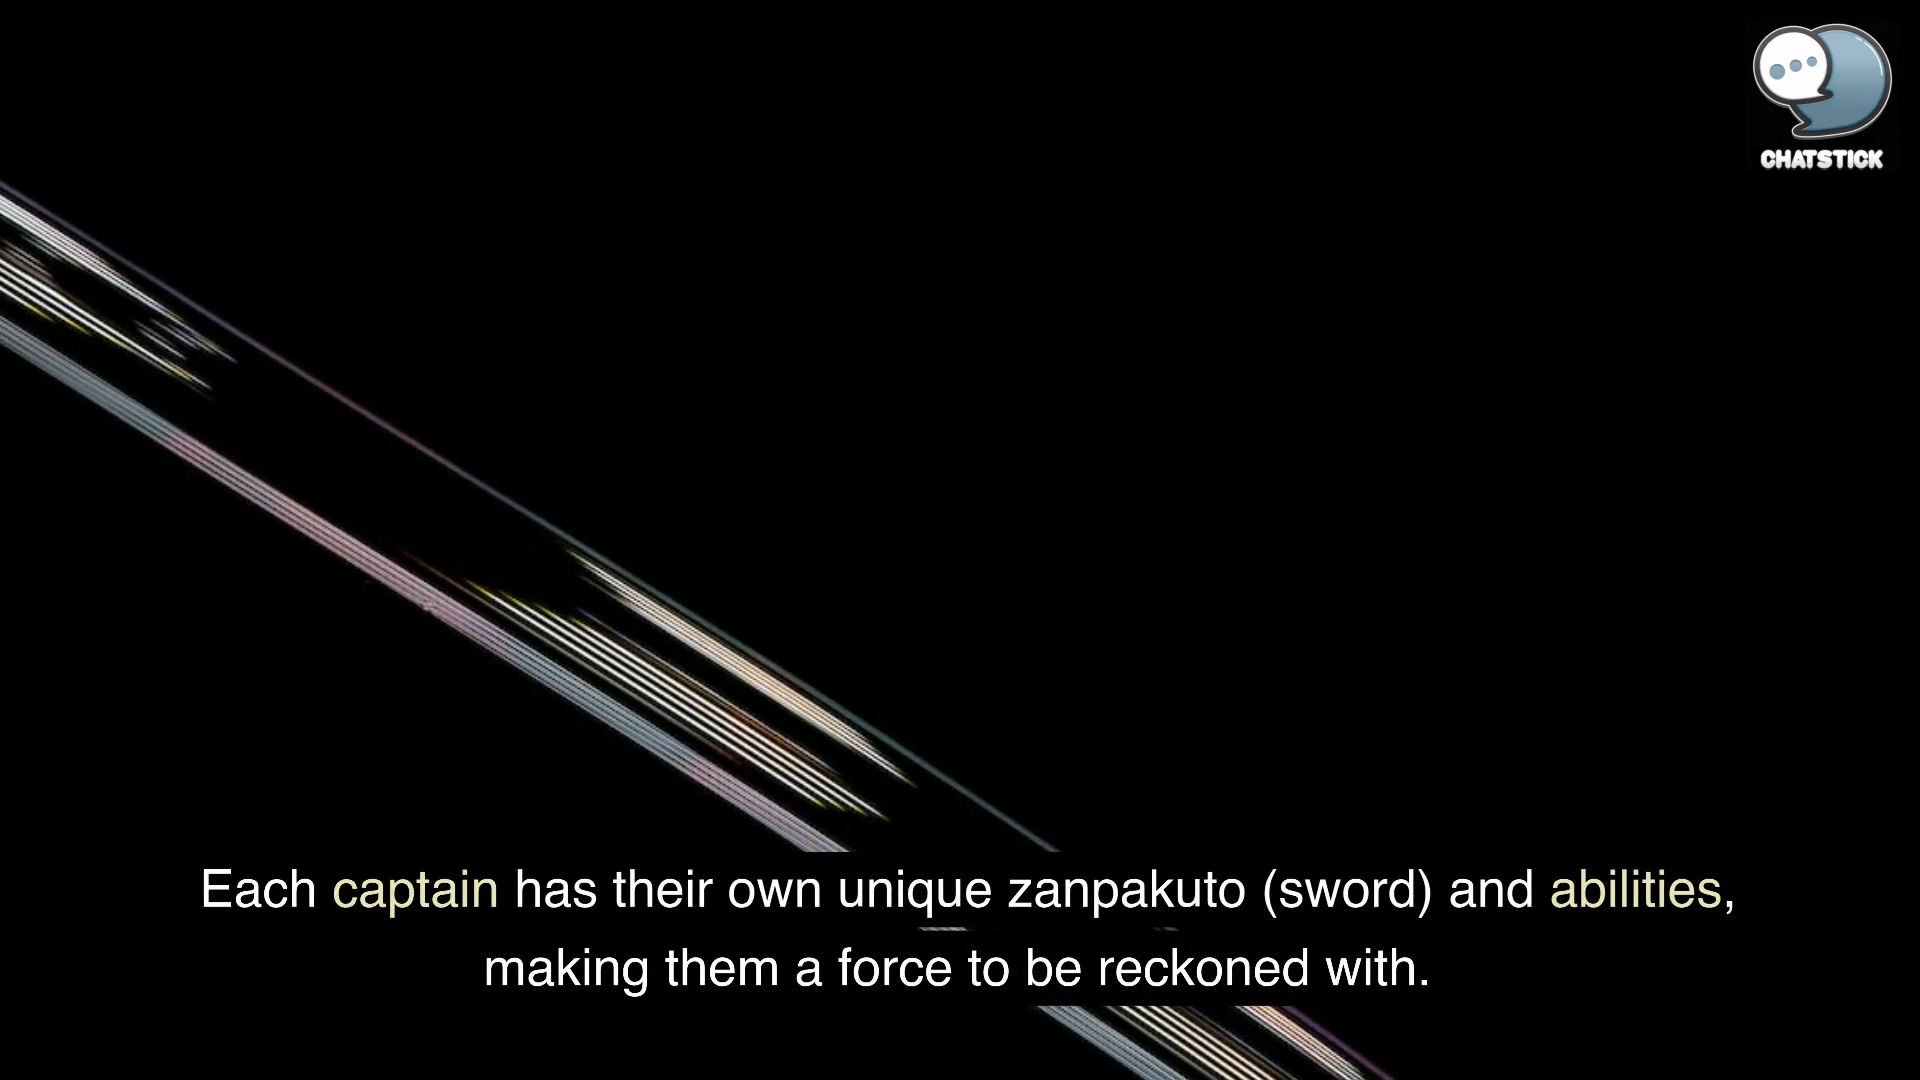 CHATSTICK
Each captain has their own unique zanpakuto (sword) and abilities,
making them a force to be reckoned with.